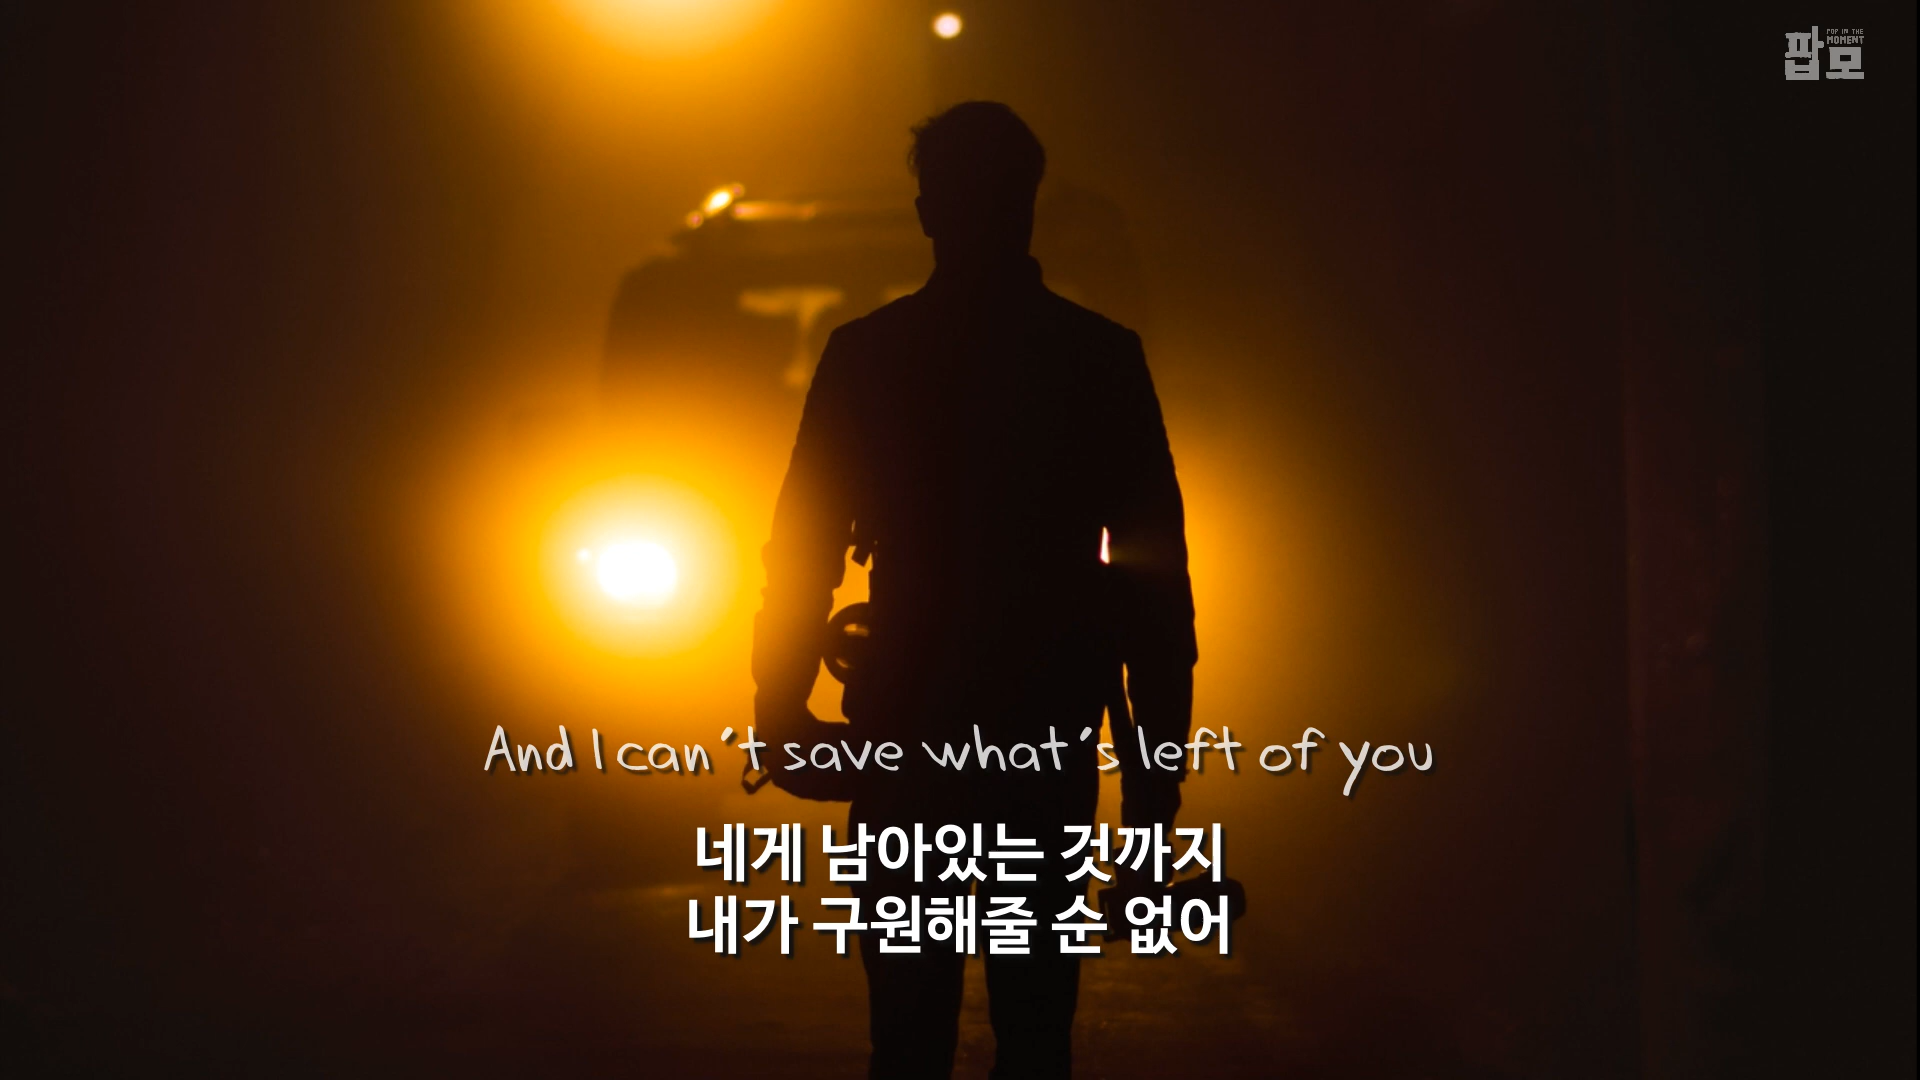 POP IN THE
MOMENT
팝모
And I can't save what's left of you
네게 남아있는 것까지
내가 구원해줄 순 없어